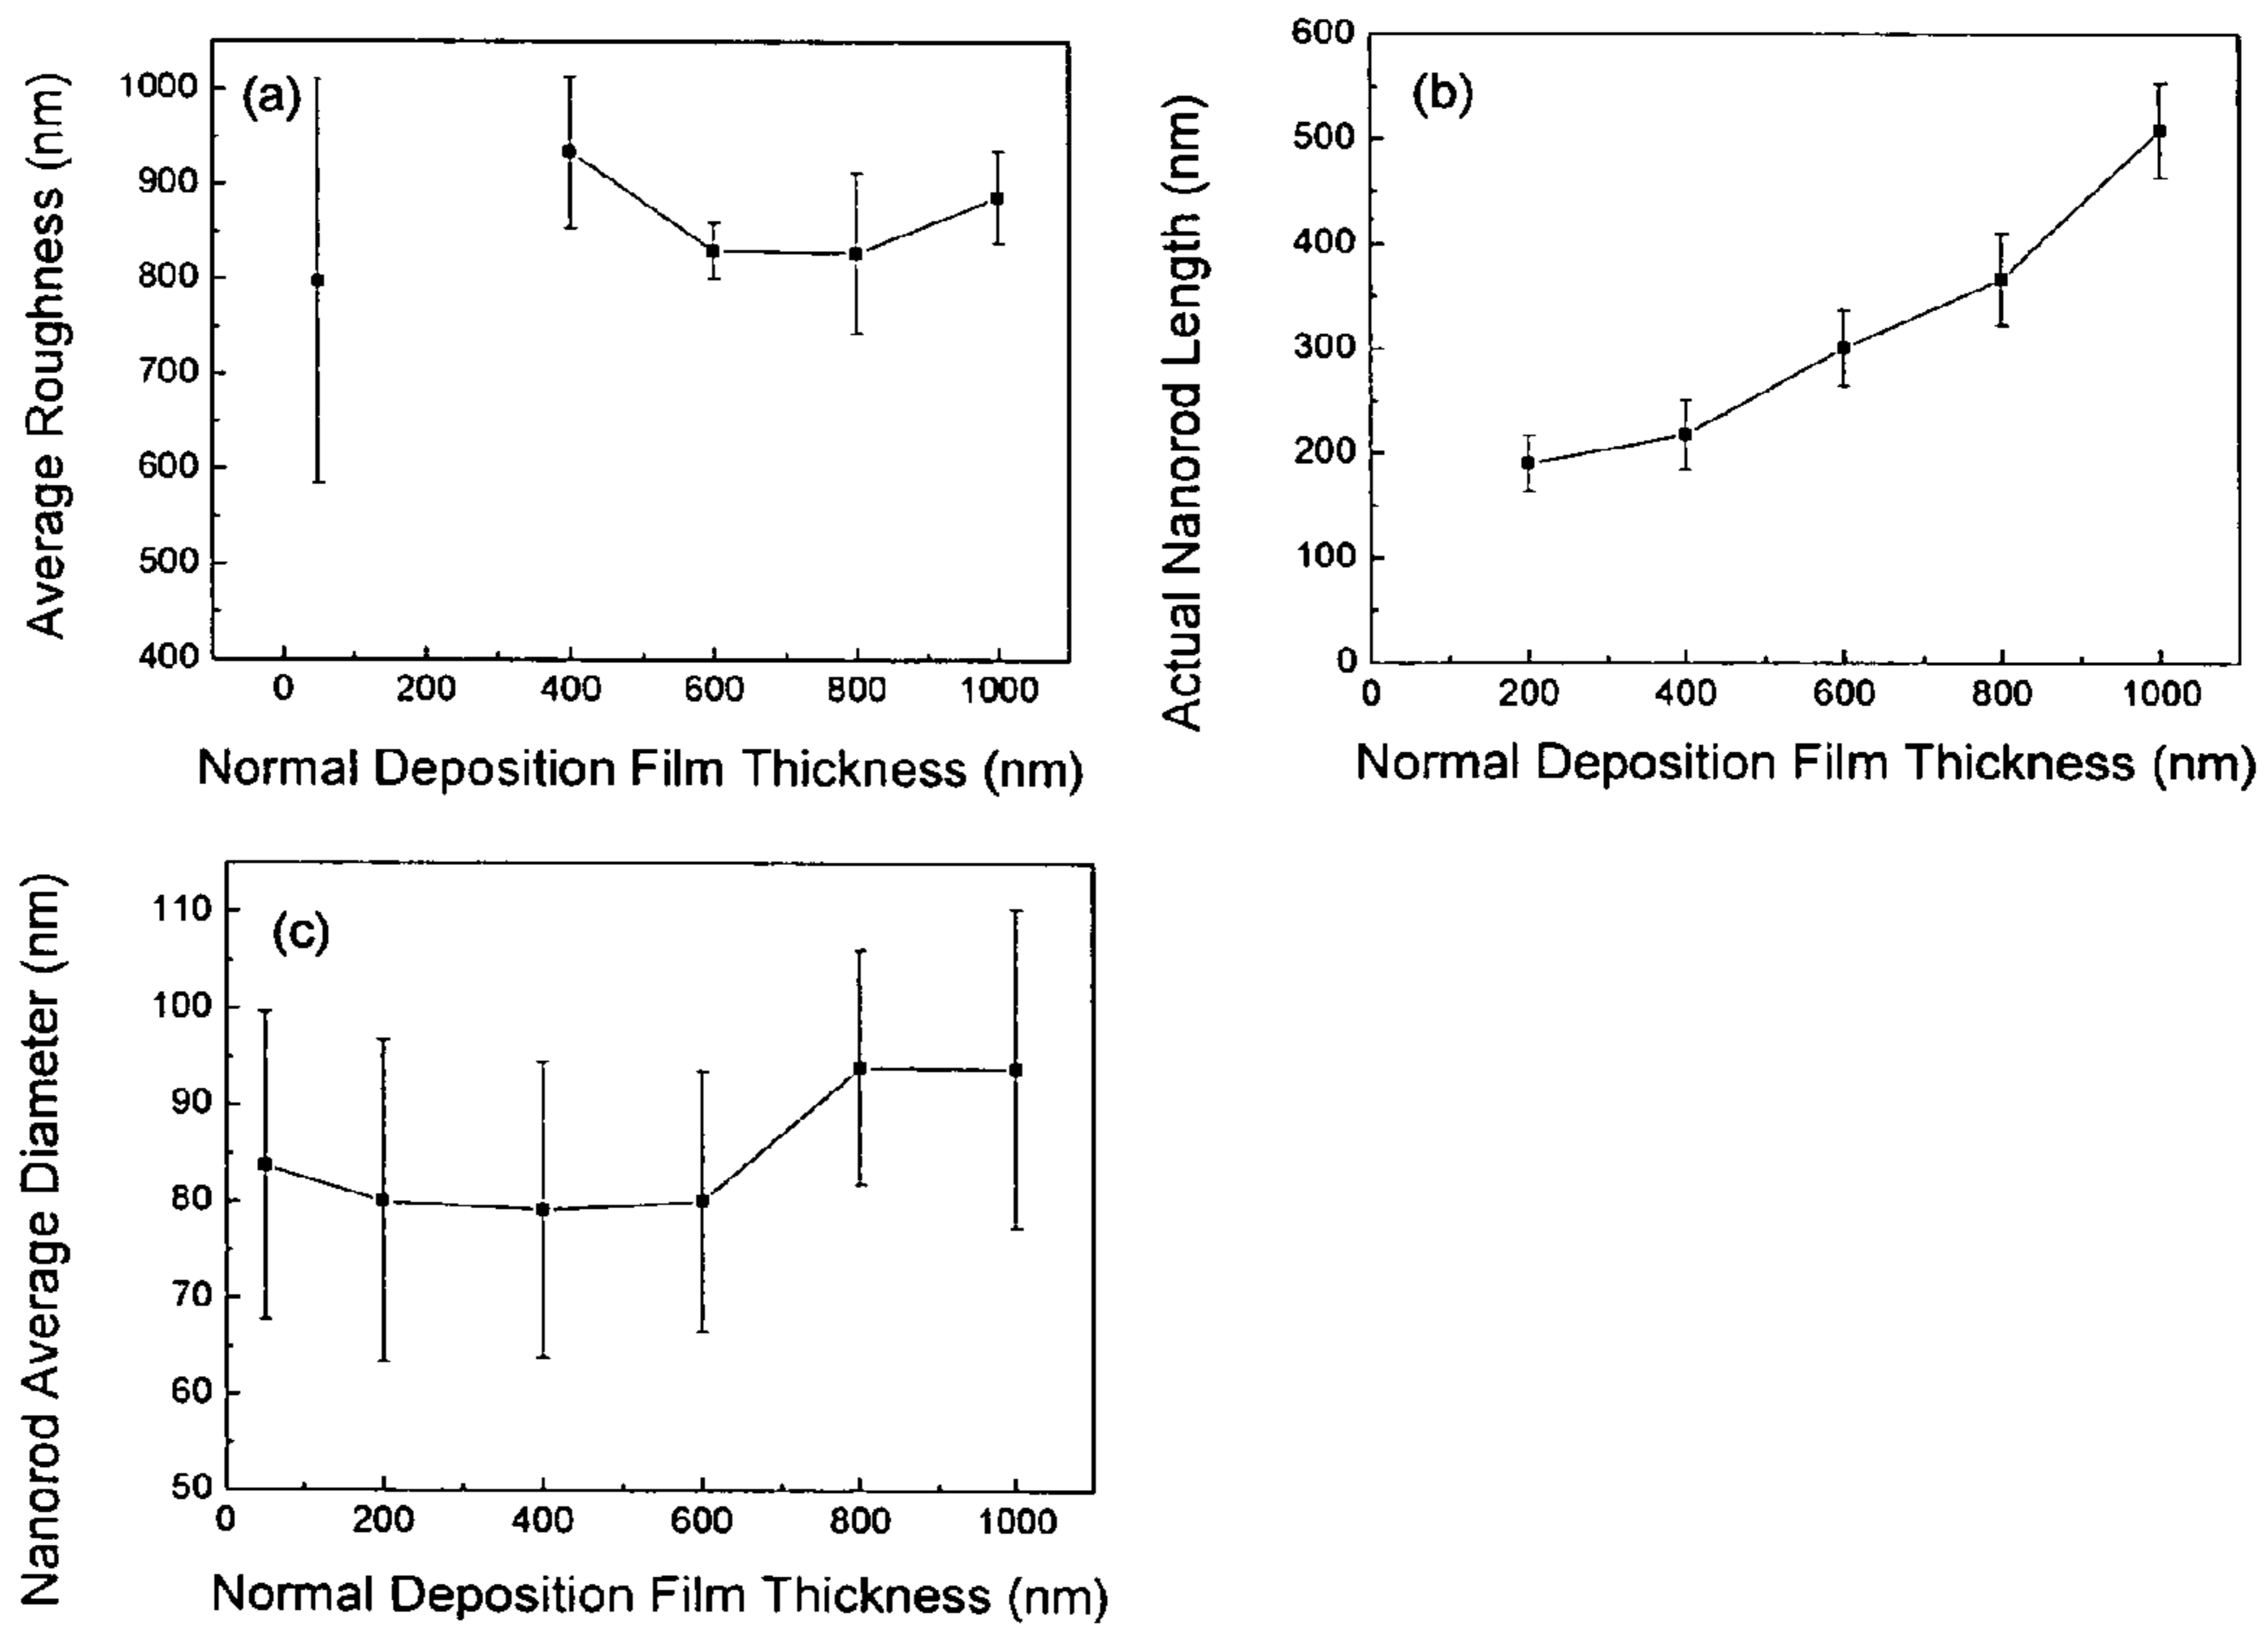 (a)
Average Roughness (nm)
1000
900
800
700
600
500
400
0 200 400 600 800 1000
Normal Deposition Film Thickness (nm)
(b)
Actual Nanorod Length (nm)
600
500
400
300
200
100
0
0 200 400 600 800 1000
Normal Deposition Film Thickness (nm)
(c)
Nanorod Average Diameter (nm)
110
100
90
80
70
60
50
0 200 400 600 800 1000
Normal Deposition Film Thickness (nm)